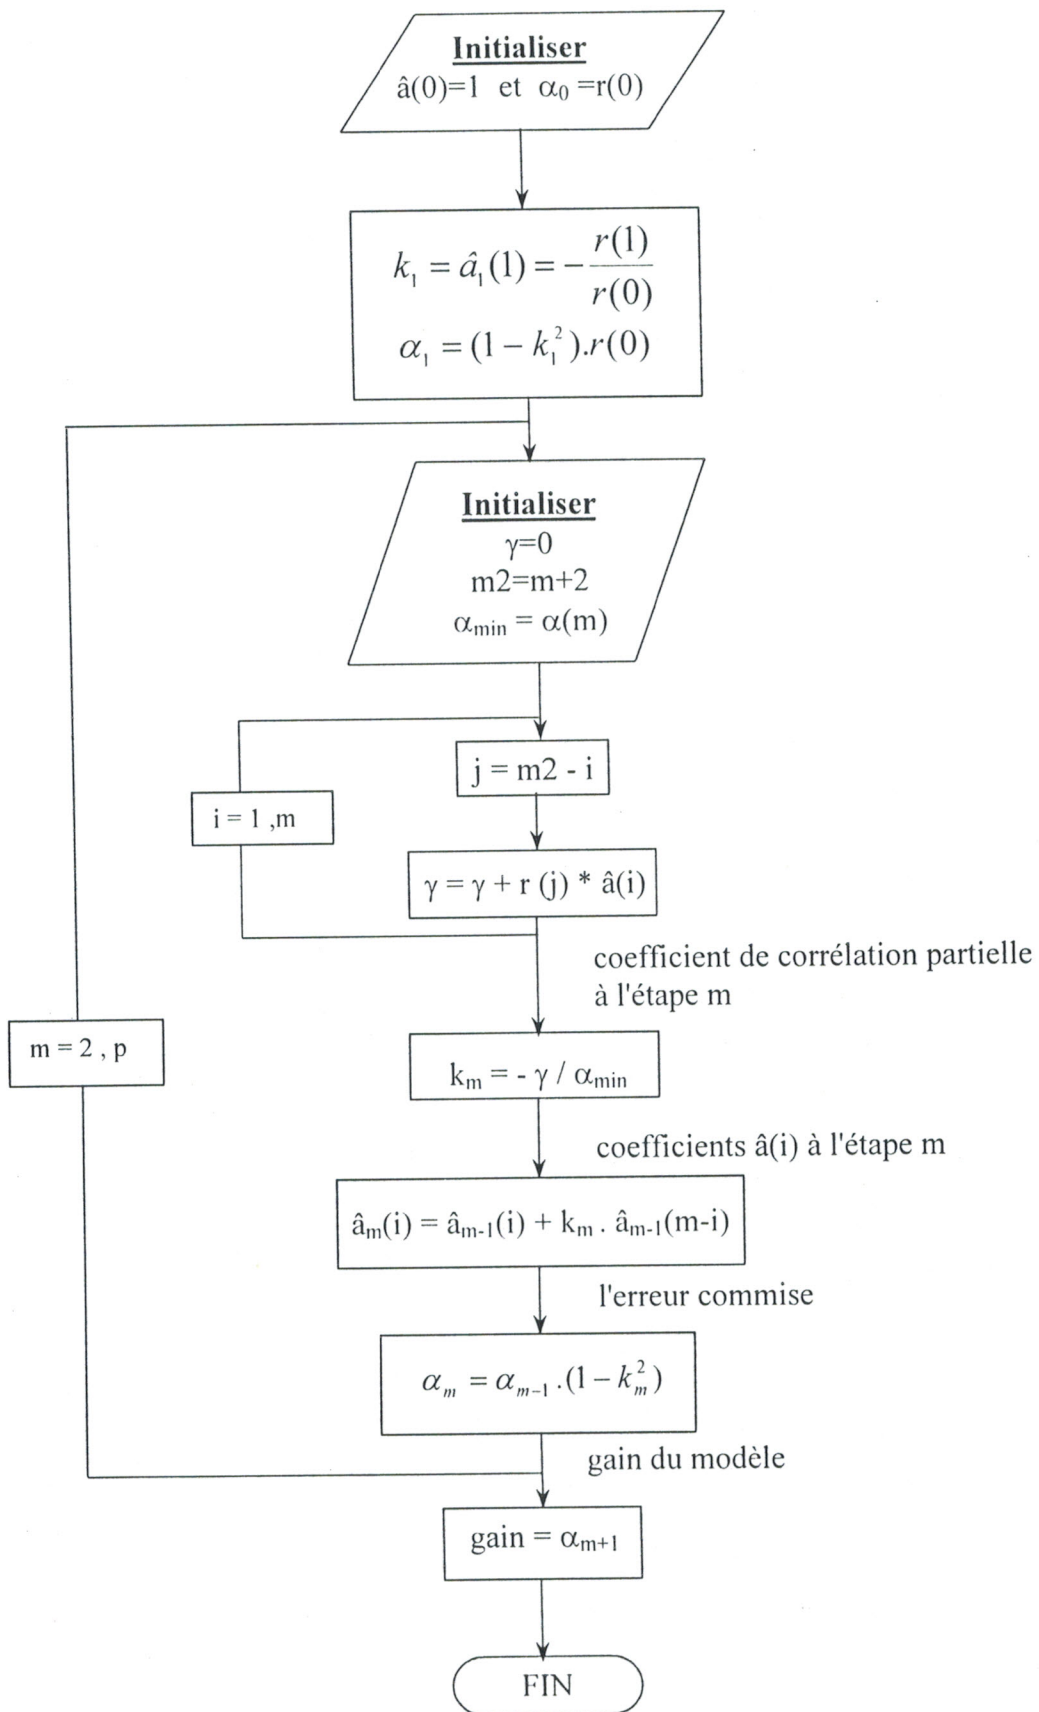 Initialiser
â(0)=1 et α₀ =r(0)
k₁ = â₁(1) = − r(1) / r(0)
α₁ = (1 − k₁²).r(0)
Initialiser
γ=0
m2=m+2
αmin = α(m)
j = m2 - i
i = 1 ,m
γ = γ + r (j) * â(i)
coefficient de corrélation partielle
à l'étape m
m = 2 , p
kₘ = - γ / αmin
coefficients â(i) à l'étape m
âₘ(i) = âₘ₋₁(i) + kₘ . âₘ₋₁(m-i)
l'erreur commise
αₘ = αₘ₋₁ .(1 − kₘ²)
gain du modèle
gain = αₘ₊₁
FIN